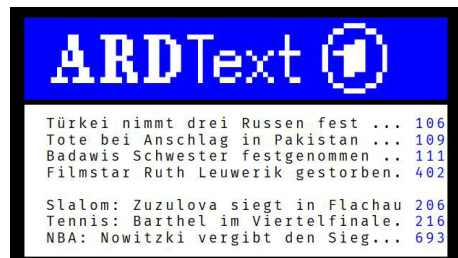 ARDText 1
Türkei nimmt drei Russen fest ... 106
Tote bei Anschlag in Pakistan ... 109
Badawis Schwester festgenommen .. 111
Filmstar Ruth Leuwerik gestorben. 402
Slalom: Zuzulova siegt in Flachau 206
Tennis: Barthel im Viertelfinale. 216
NBA: Nowitzki vergibt den Sieg... 693